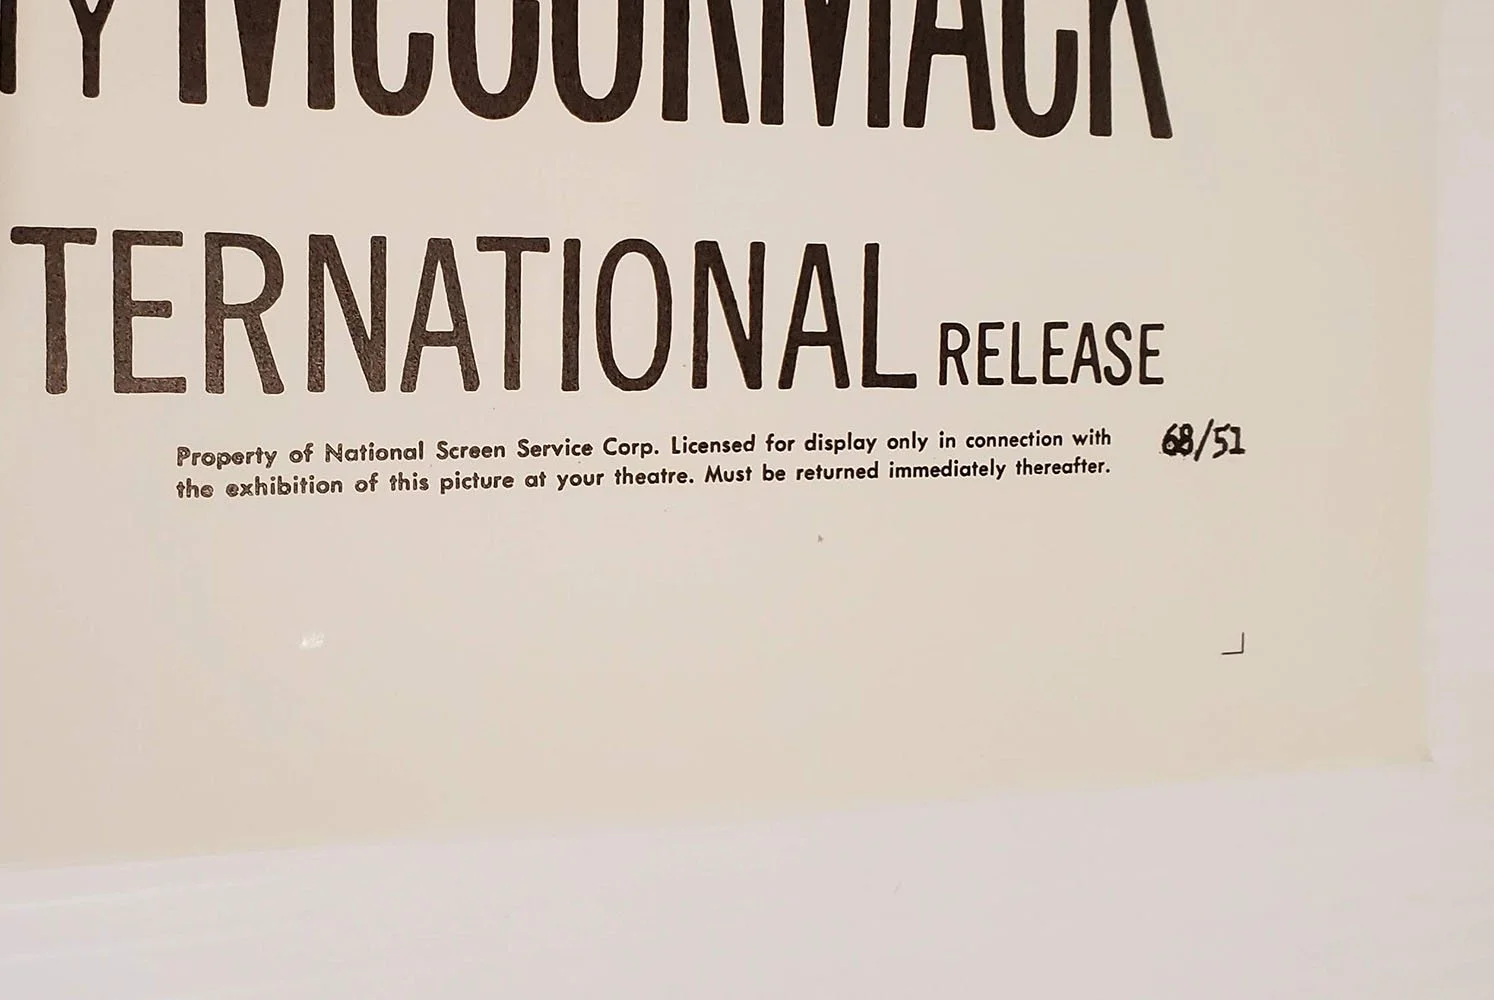 Y McCORMACK
TERNATIONAL RELEASE
Property of National Screen Service Corp. Licensed for display only in connection with
the exhibition of this picture at your theatre. Must be returned immediately thereafter.
68/51